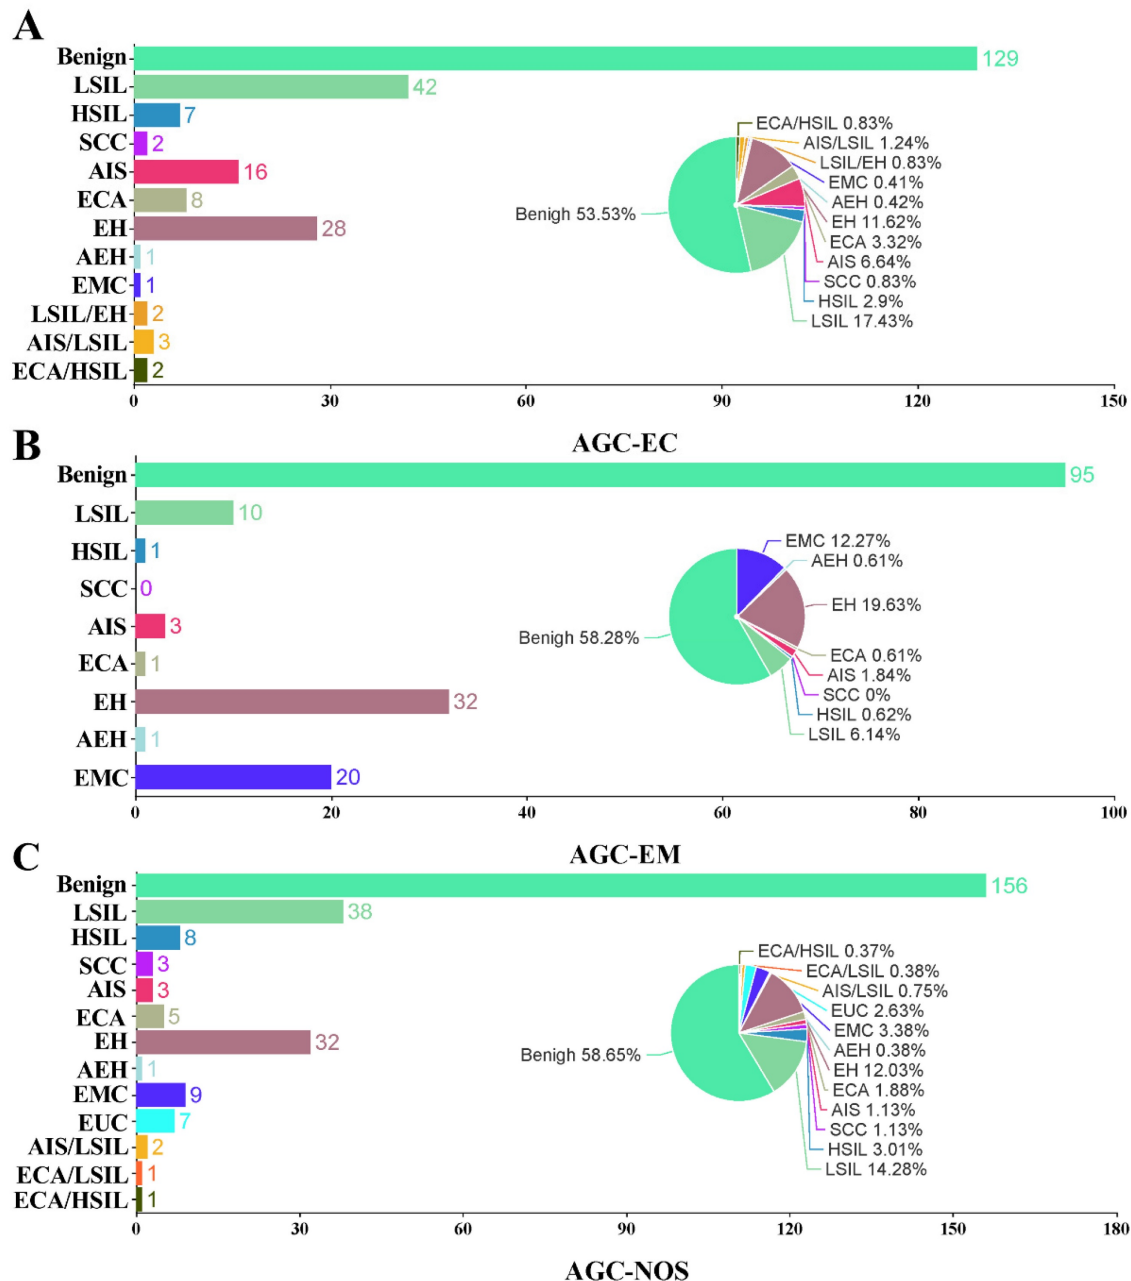 A
Benign 129
LSIL 42
HSIL 7
SCC 2
AIS 16
ECA 8
EH 28
AEH 1
EMC 1
LSIL/EH 2
AIS/LSIL 3
ECA/HSIL 2
ECA/HSIL 0.83%
AIS/LSIL 1.24%
LSIL/EH 0.83%
EMC 0.41%
AEH 0.42%
EH 11.62%
ECA 3.32%
AIS 6.64%
SCC 0.83%
HSIL 2.9%
LSIL 17.43%
Benigh 53.53%
0 30 60 90 120 150
AGC-EC
B
Benign 95
LSIL 10
HSIL 1
SCC 0
AIS 3
ECA 1
EH 32
AEH 1
EMC 20
EMC 12.27%
AEH 0.61%
EH 19.63%
ECA 0.61%
AIS 1.84%
SCC 0%
HSIL 0.62%
LSIL 6.14%
Benigh 58.28%
0 20 40 60 80 100
AGC-EM
C
Benign 156
LSIL 38
HSIL 8
SCC 3
AIS 3
ECA 5
EH 32
AEH 1
EMC 9
EUC 7
AIS/LSIL 2
ECA/LSIL 1
ECA/HSIL 1
ECA/HSIL 0.37%
ECA/LSIL 0.38%
AIS/LSIL 0.75%
EUC 2.63%
EMC 3.38%
AEH 0.38%
EH 12.03%
ECA 1.88%
AIS 1.13%
SCC 1.13%
HSIL 3.01%
LSIL 14.28%
Benigh 58.65%
0 30 60 90 120 150 180
AGC-NOS